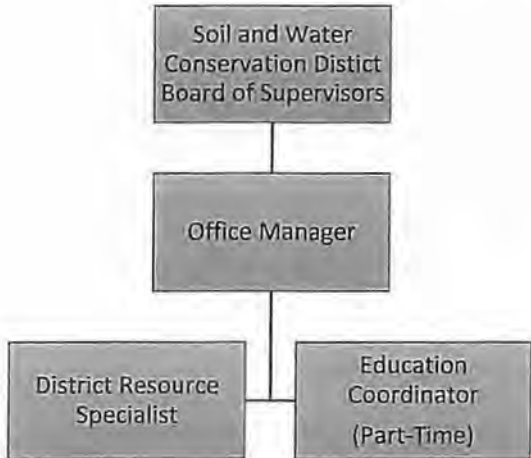 Soil and Water
Conservation Distict
Board of Supervisors
Office Manager
District Resource
Specialist
Education
Coordinator
(Part-Time)